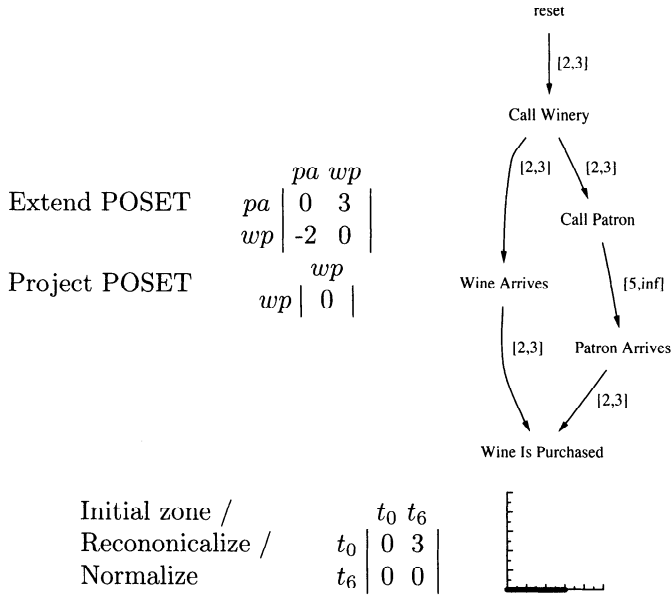 reset
[2,3]
Call Winery
[2,3] [2,3]
Call Patron
Wine Arrives
[5,inf]
[2,3]
Patron Arrives
[2,3]
Wine Is Purchased
pa wp
Extend POSET pa | 0 3 |
wp | -2 0 |
wp
Project POSET
wp | 0 |
Initial zone / t0 t6
Recononicalize / t0 | 0 3 |
Normalize t6 | 0 0 |